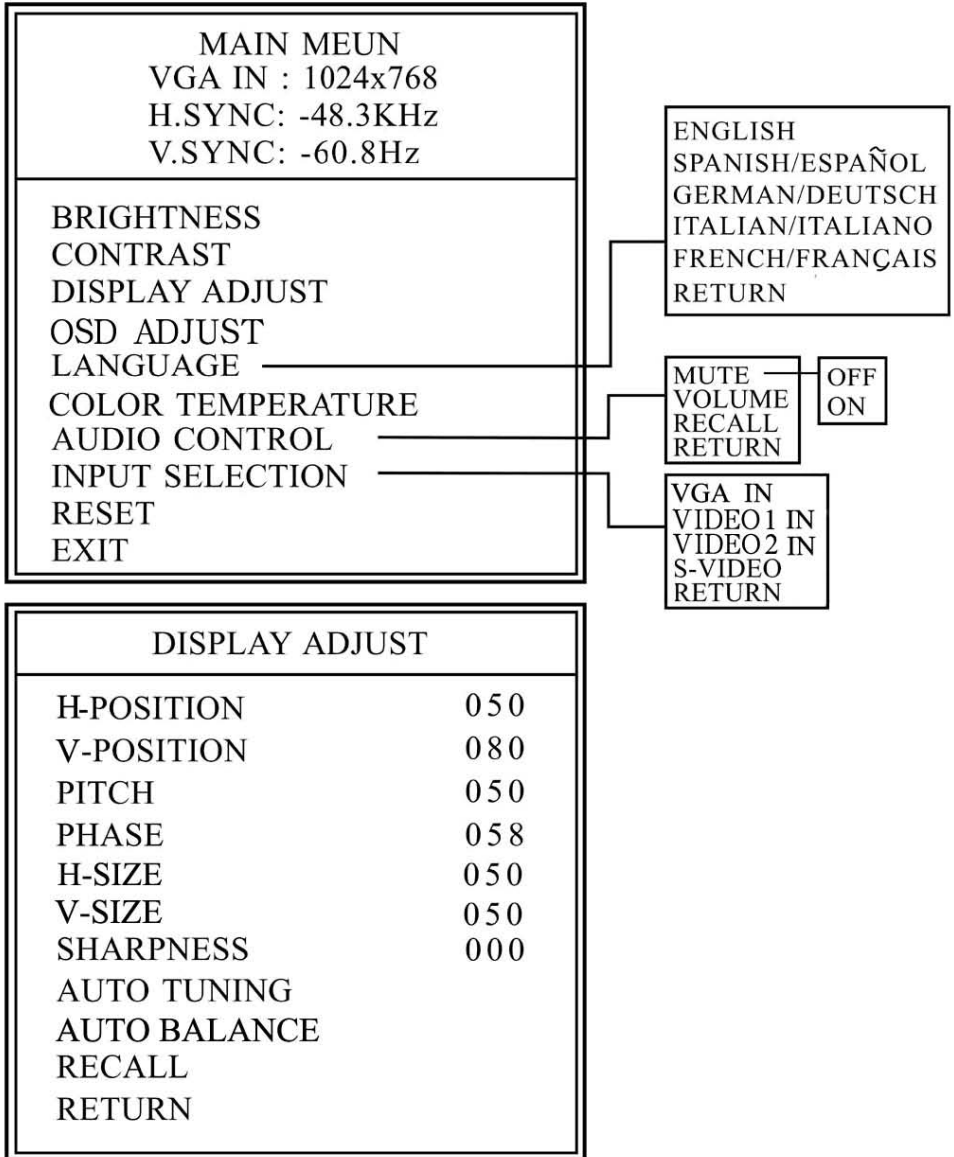 MAIN MEUN
VGA IN : 1024x768
H.SYNC: -48.3KHz
V.SYNC: -60.8Hz
BRIGHTNESS
CONTRAST
DISPLAY ADJUST
OSD ADJUST
LANGUAGE
COLOR TEMPERATURE
AUDIO CONTROL
INPUT SELECTION
RESET
EXIT
ENGLISH
SPANISH/ESPAÑOL
GERMAN/DEUTSCH
ITALIAN/ITALIANO
FRENCH/FRANÇAIS
RETURN
MUTE
VOLUME
RECALL
RETURN
OFF
ON
VGA IN
VIDEO1 IN
VIDEO2 IN
S-VIDEO
RETURN
DISPLAY ADJUST
H-POSITION 050
V-POSITION 080
PITCH 050
PHASE 058
H-SIZE 050
V-SIZE 050
SHARPNESS 000
AUTO TUNING
AUTO BALANCE
RECALL
RETURN